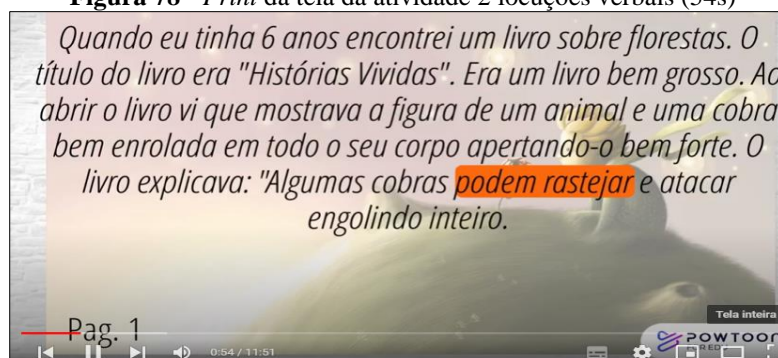 Figura 78 - Print da tela da atividade 2 locuções verbais (54s)
Quando eu tinha 6 anos encontrei um livro sobre florestas. O
título do livro era "Histórias Vividas". Era um livro bem grosso. Ao
abrir o livro vi que mostrava a figura de um animal e uma cobra
bem enrolada em todo o seu corpo apertando-o bem forte. O
livro explicava: "Algumas cobras podem rastejar e atacar
engolindo inteiro.
Pag. 1
Tela inteira
0:54 / 11:51
POWTOON